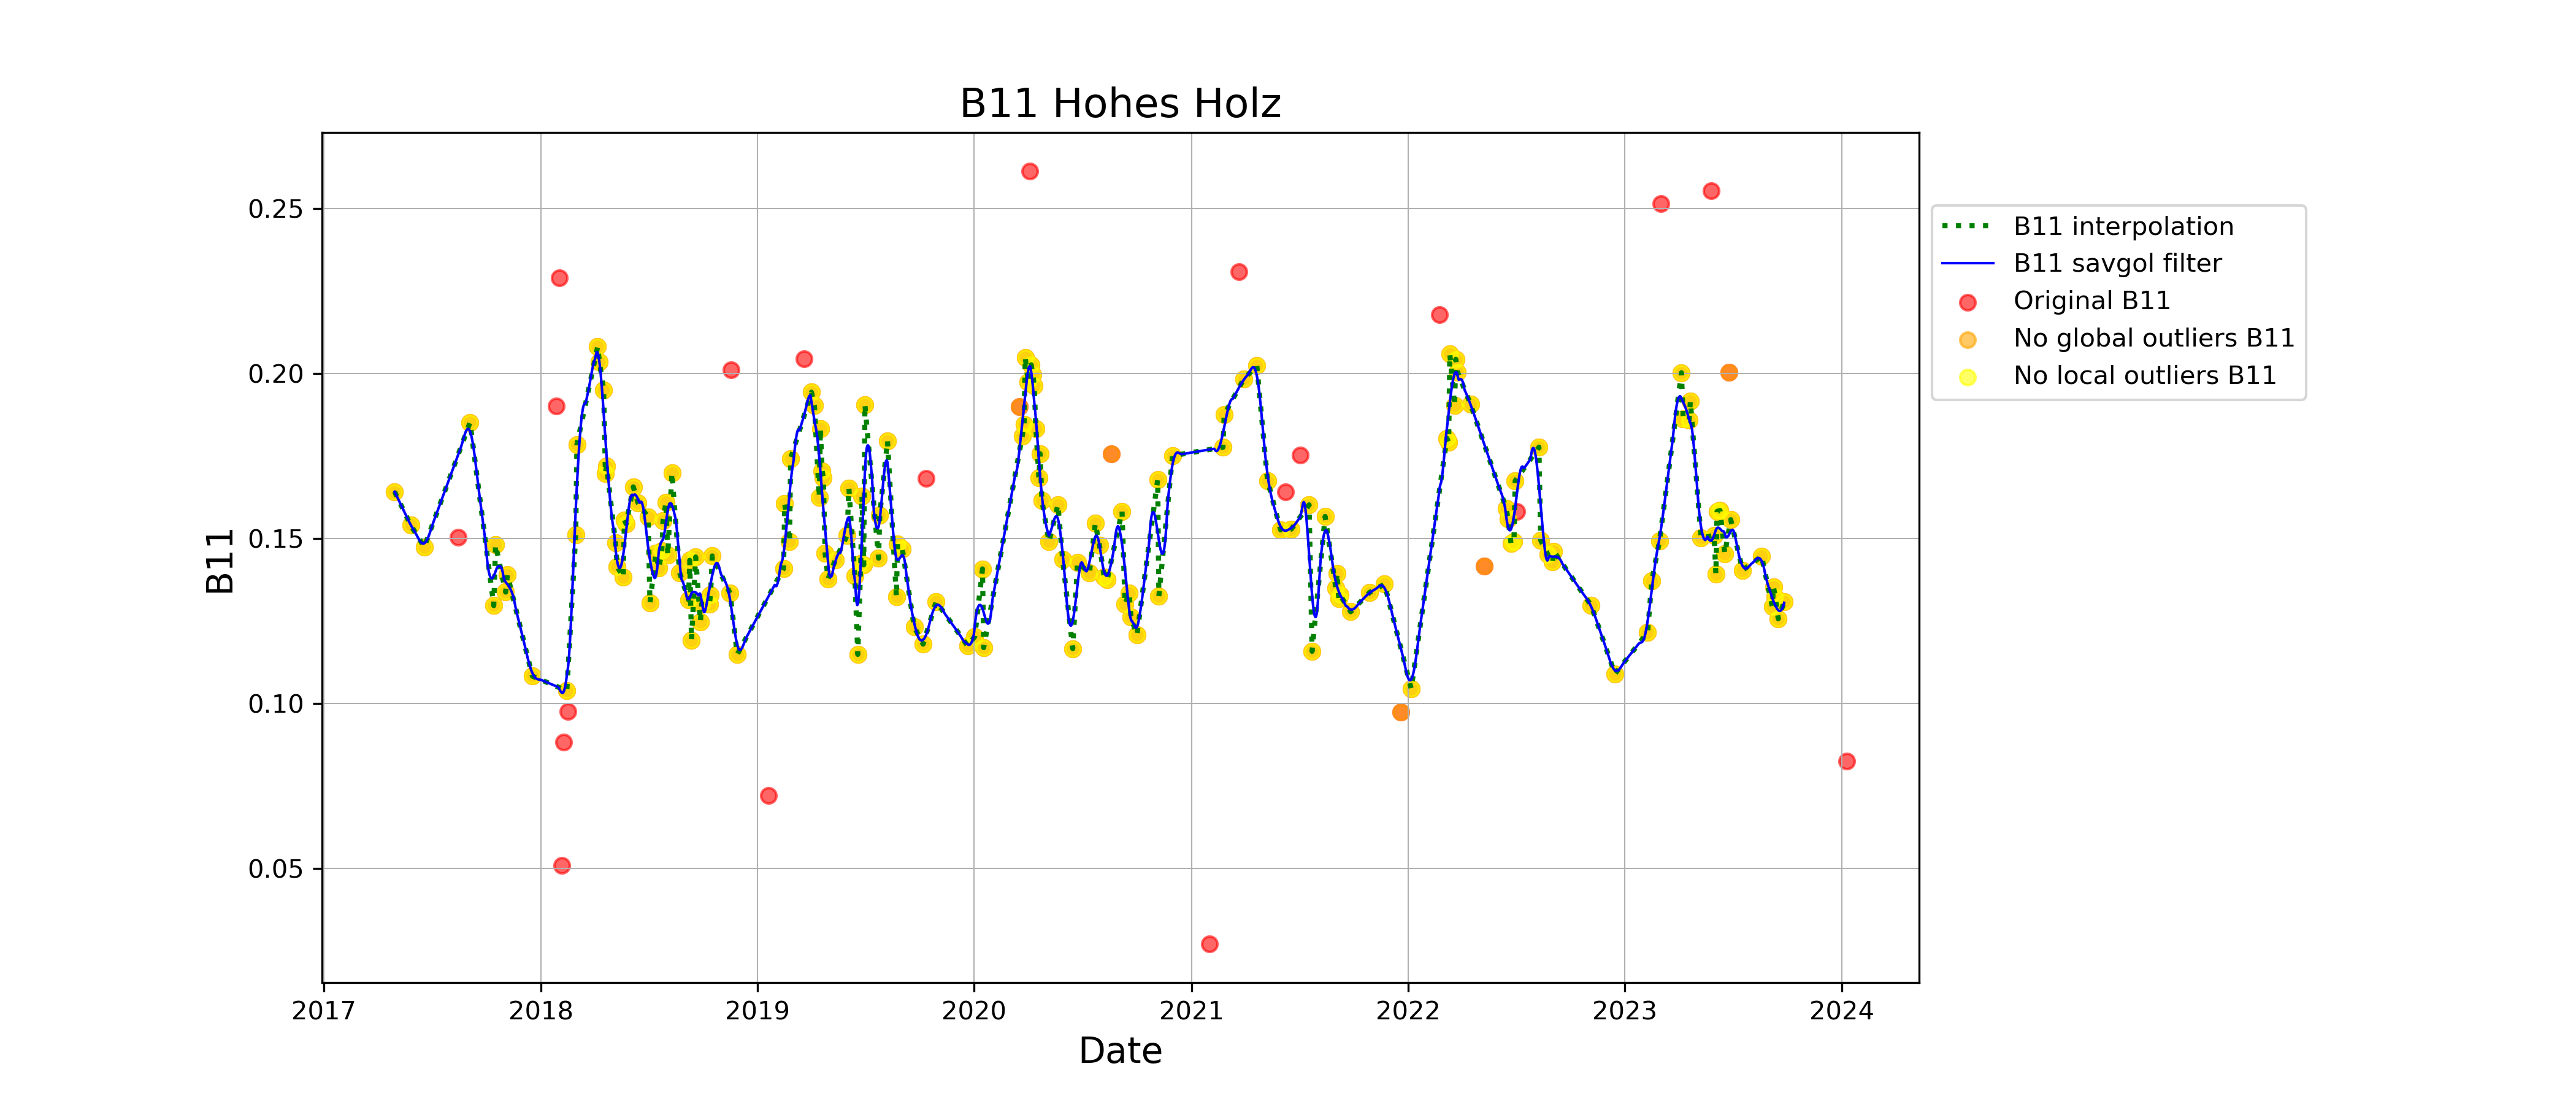 B11 Hohes Holz
B11
0.25
0.20
0.15
0.10
0.05
2017 2018 2019 2020 2021 2022 2023 2024
Date
B11 interpolation
B11 savgol filter
Original B11
No global outliers B11
No local outliers B11